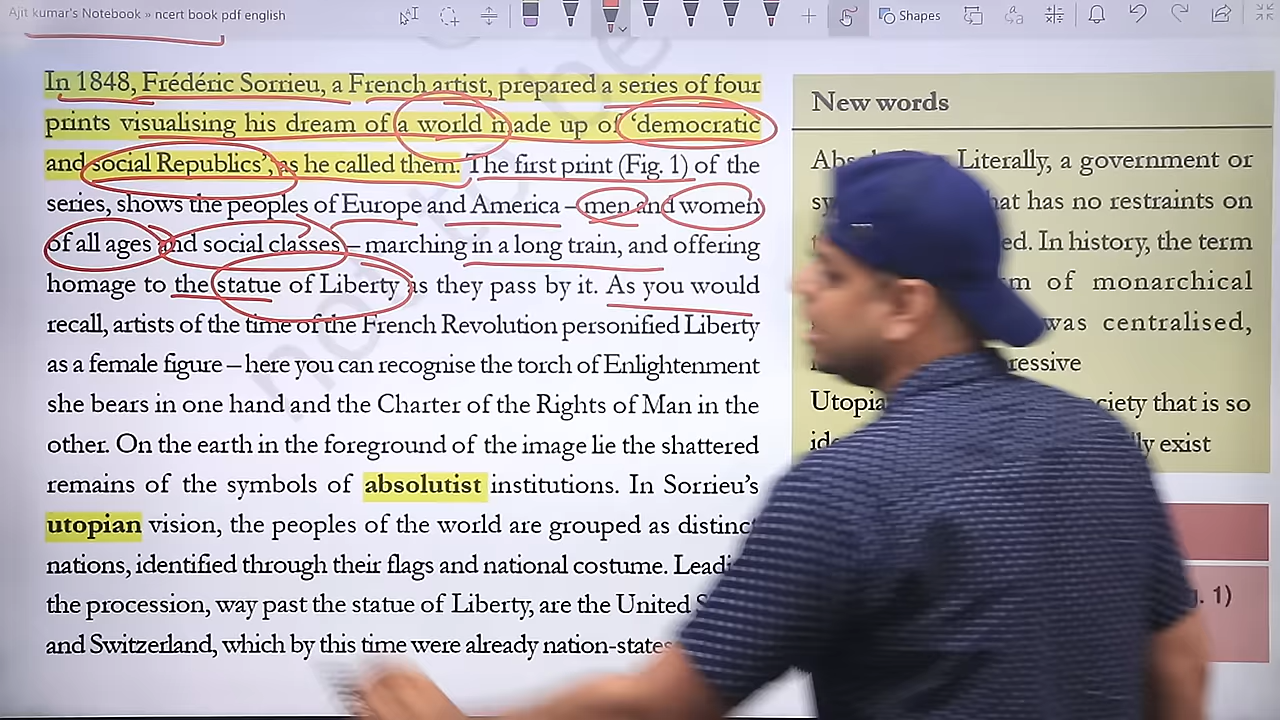 Ajit kumar's Notebook » ncert book pdf english
Shapes
In 1848, Frédéric Sorrieu, a French artist, prepared a series of four
prints visualising his dream of a world made up of 'democratic
and social Republics', as he called them. The first print (Fig. 1) of the
series, shows the peoples of Europe and America – men and women
of all ages and social classes – marching in a long train, and offering
homage to the statue of Liberty as they pass by it. As you would
recall, artists of the time of the French Revolution personified Liberty
as a female figure – here you can recognise the torch of Enlightenment
she bears in one hand and the Charter of the Rights of Man in the
other. On the earth in the foreground of the image lie the shattered
remains of the symbols of absolutist institutions. In Sorrieu's
utopian vision, the peoples of the world are grouped as distinct
nations, identified through their flags and national costume.
the procession, way past the statue of Liberty, are the United
and Switzerland, which by this time were already nation-states
New words
Literally, a government or
that has no restraints on
In history, the term
of monarchical
was centralised,
society that is so
exist
1)